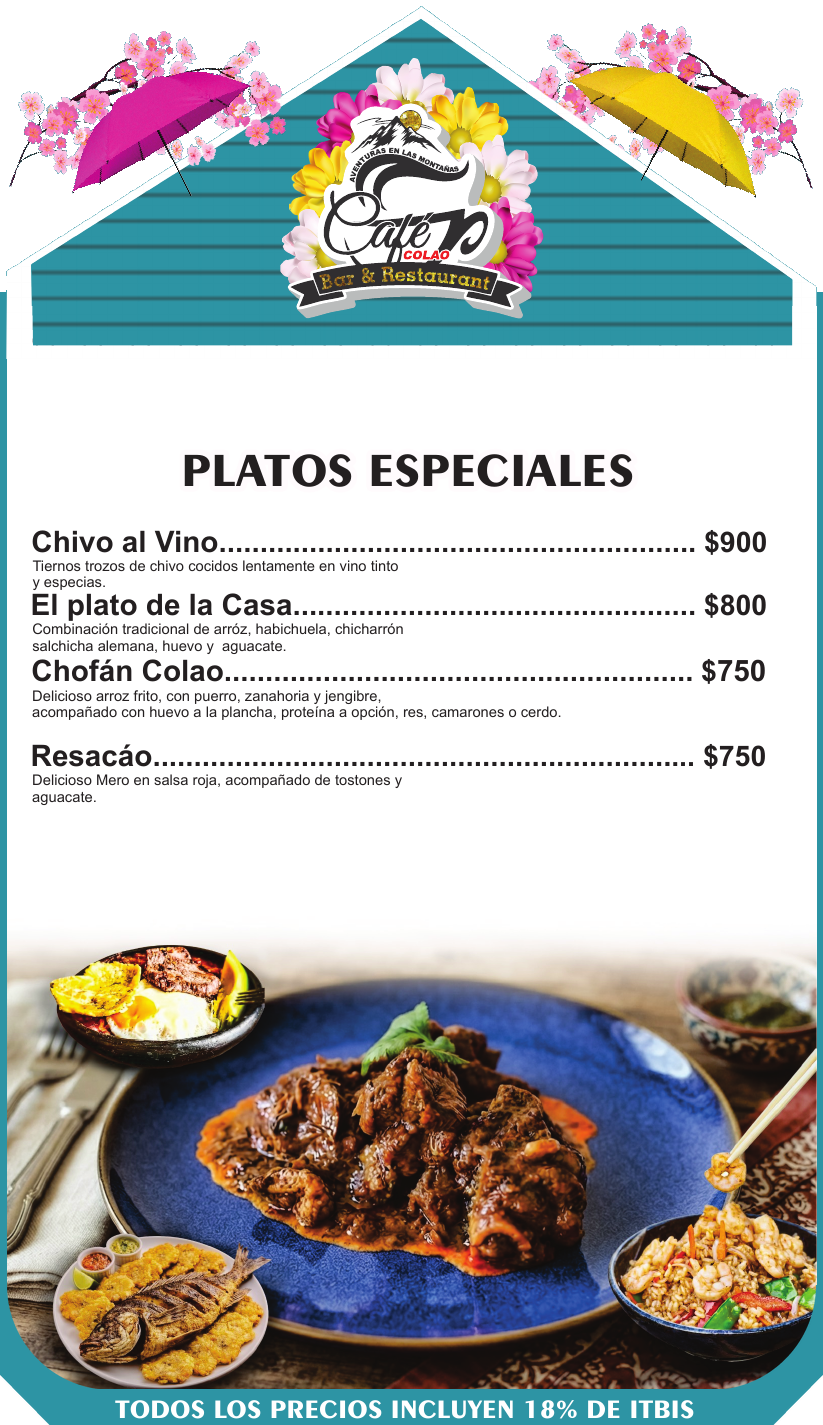 AVENTURAS EN LAS MONTAÑAS
Café
COLAO
Bar & Restaurant
PLATOS ESPECIALES
Chivo al Vino.......................................................... $900
Tiernos trozos de chivo cocidos lentamente en vino tinto
y especias.
El plato de la Casa................................................. $800
Combinación tradicional de arróz, habichuela, chicharrón
salchicha alemana, huevo y  aguacate.
Chofán Colao......................................................... $750
Delicioso arroz frito, con puerro, zanahoria y jengibre,
acompañado con huevo a la plancha, proteína a opción, res, camarones o cerdo.
Resacáo.................................................................. $750
Delicioso Mero en salsa roja, acompañado de tostones y
aguacate.
TODOS LOS PRECIOS INCLUYEN 18% DE ITBIS